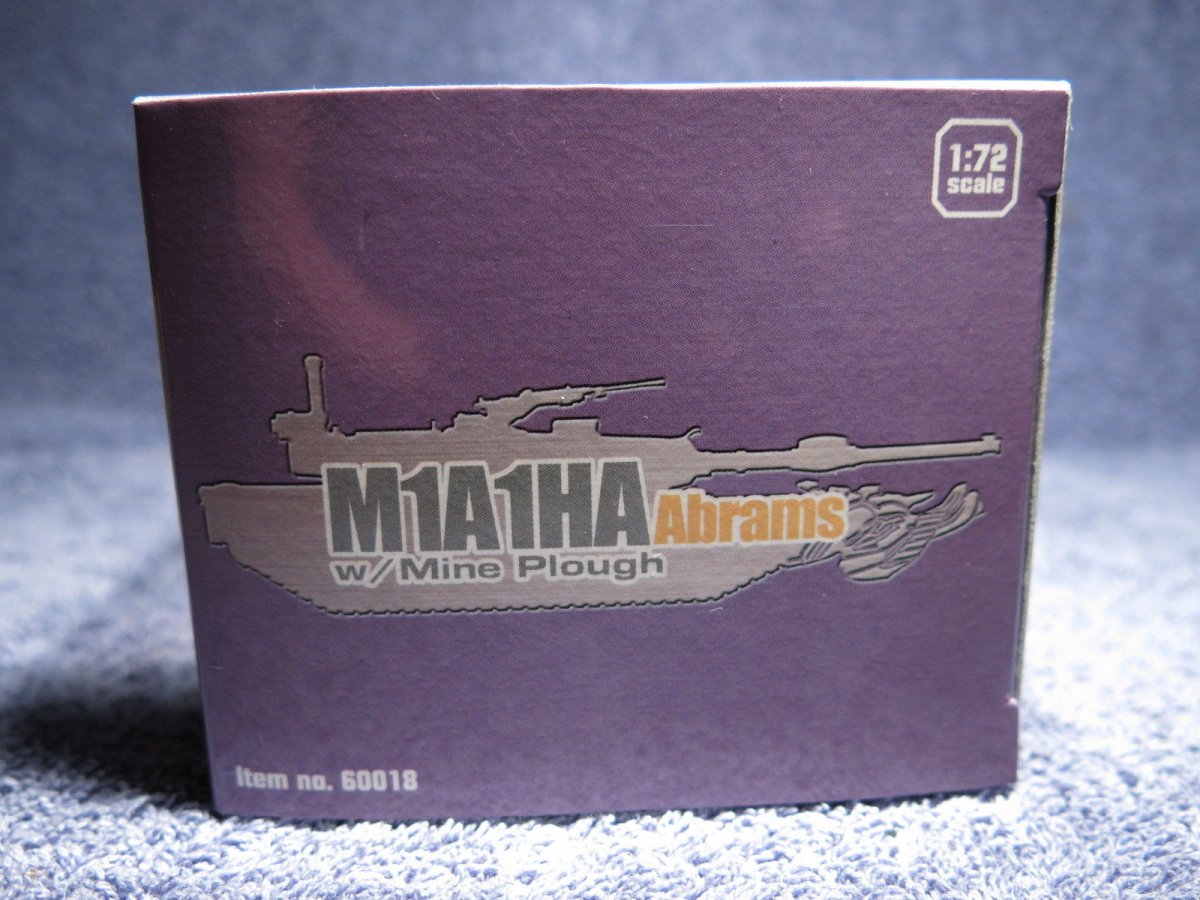 1:72
scale
M1A1HA Abrams
w/Mine Plough
Item no. 60018